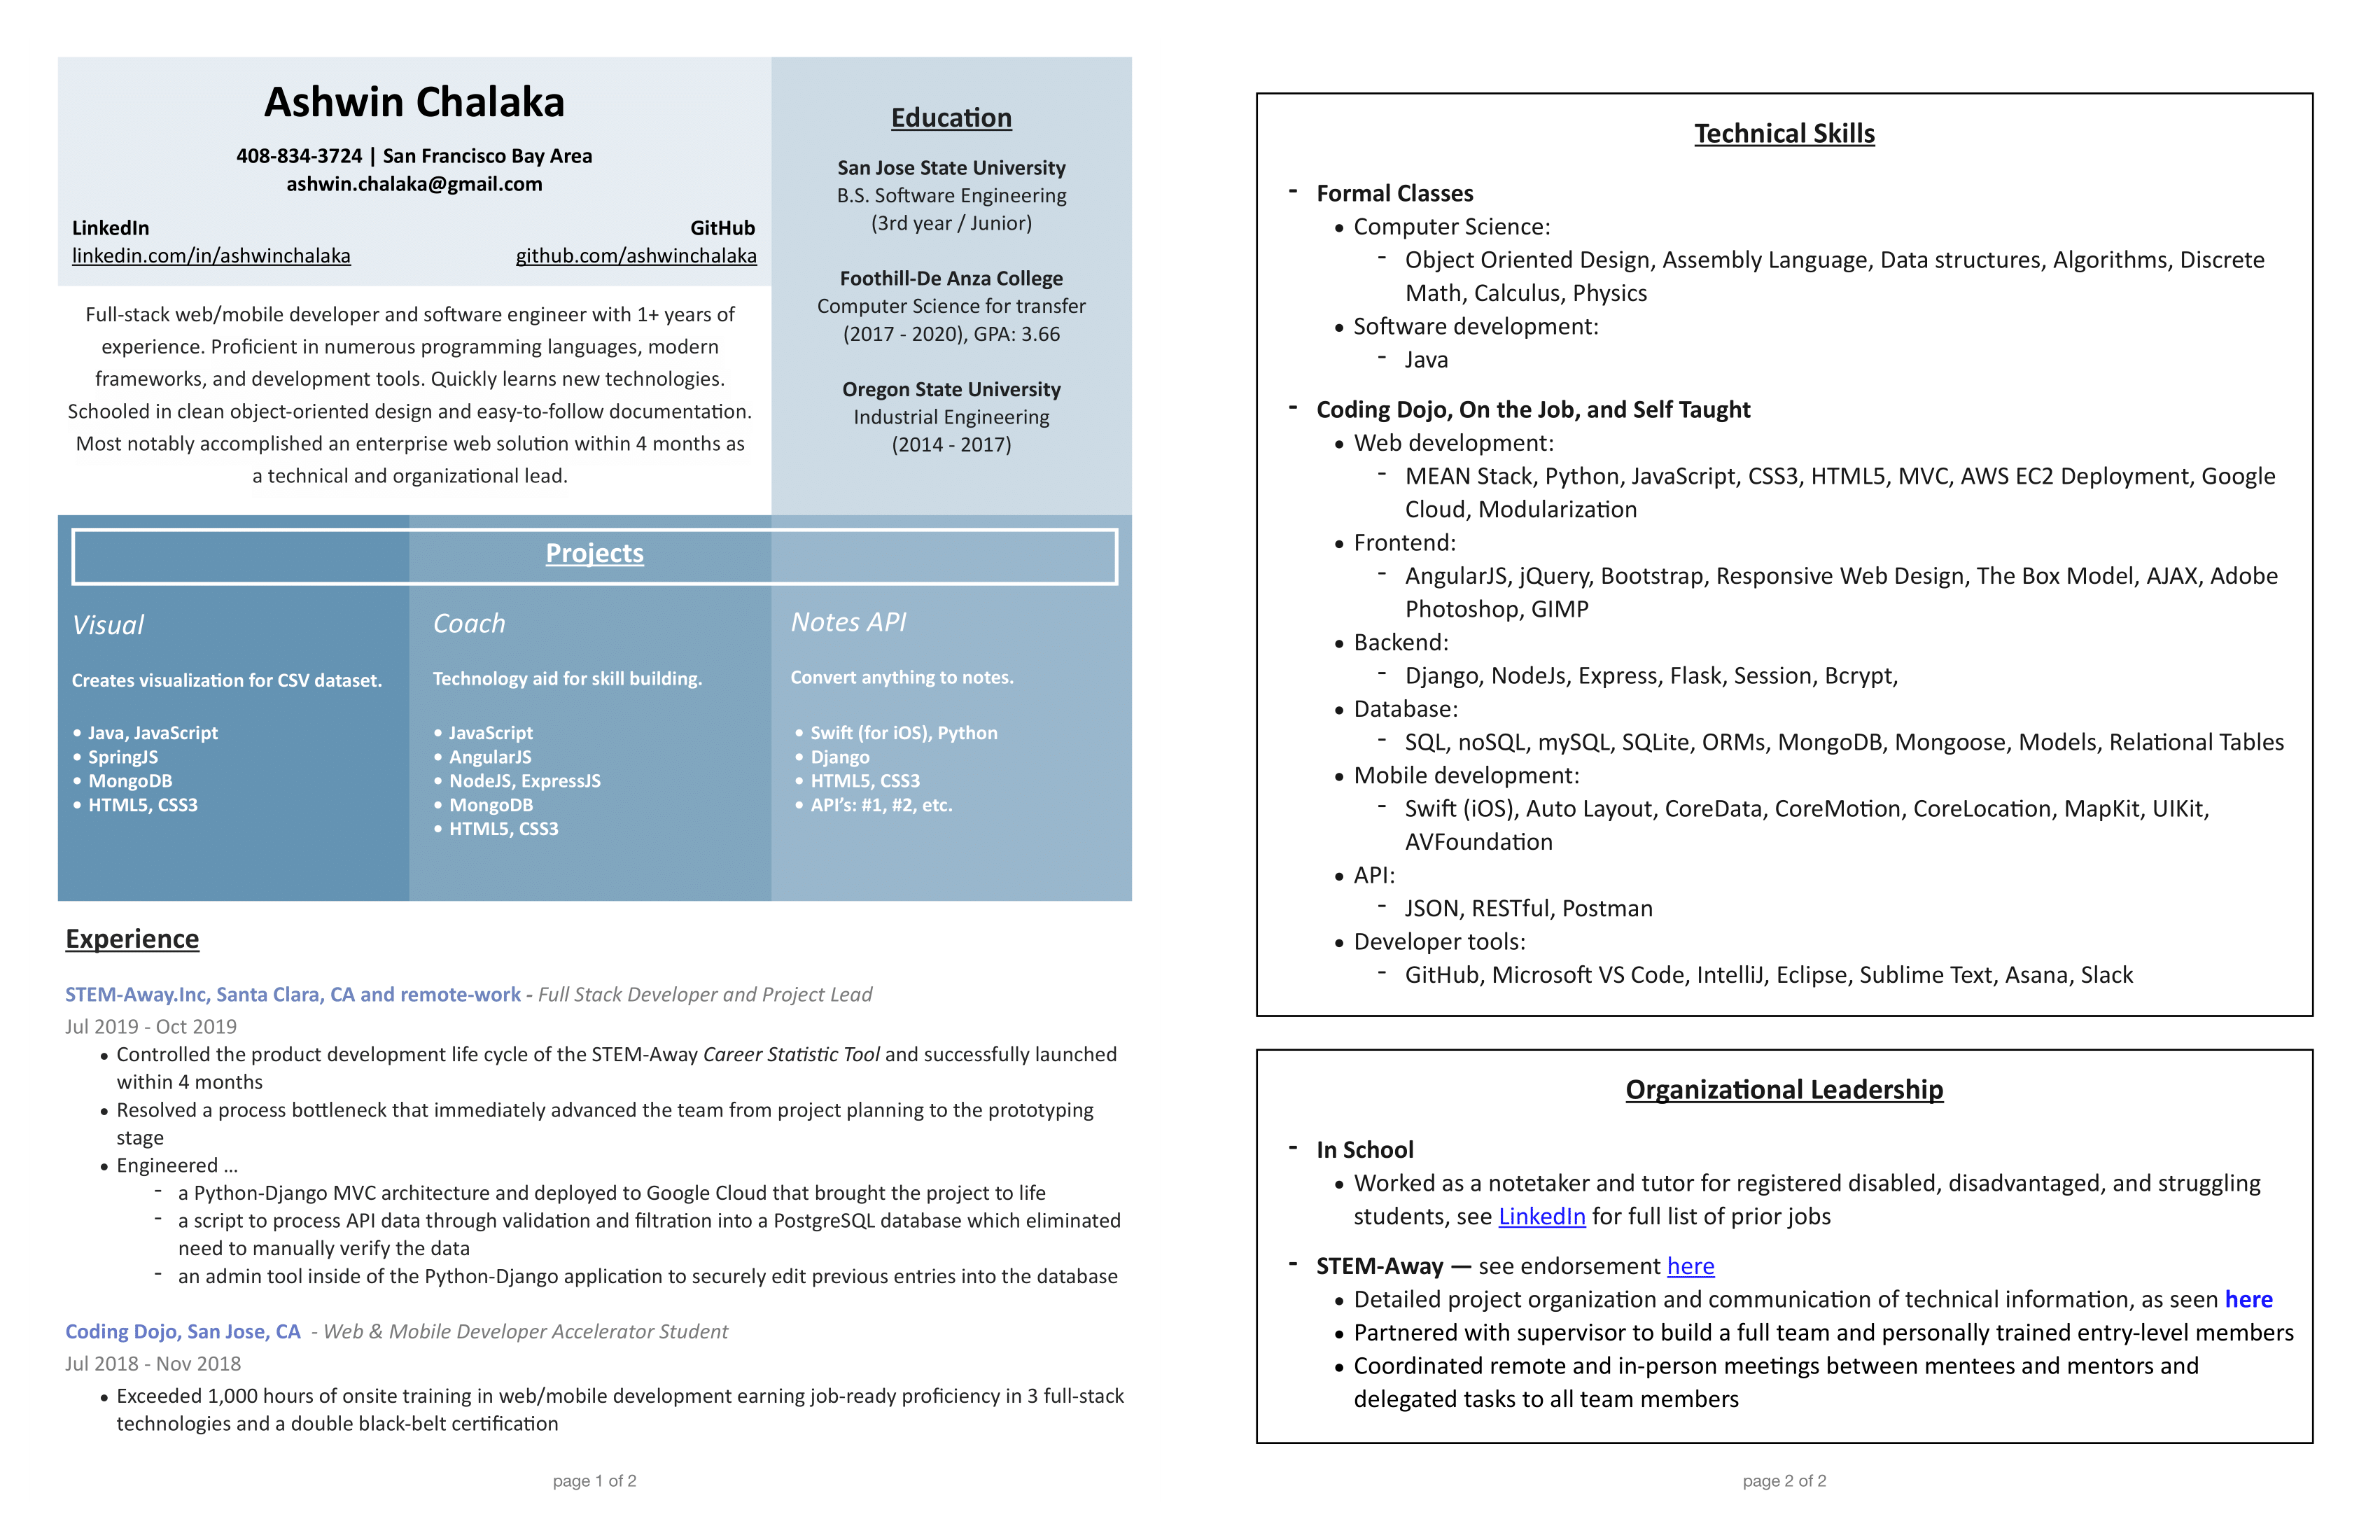 Ashwin Chalaka
408-834-3724 | San Francisco Bay Area
ashwin.chalaka@gmail.com
LinkedIn
linkedin.com/in/ashwinchalaka
GitHub
github.com/ashwinchalaka
Full-stack web/mobile developer and software engineer with 1+ years of
experience. Proficient in numerous programming languages, modern
frameworks, and development tools. Quickly learns new technologies.
Schooled in clean object-oriented design and easy-to-follow documentation.
Most notably accomplished an enterprise web solution within 4 months as
a technical and organizational lead.
Education
San Jose State University
B.S. Software Engineering
(3rd year / Junior)
Foothill-De Anza College
Computer Science for transfer
(2017 - 2020), GPA: 3.66
Oregon State University
Industrial Engineering
(2014 - 2017)
Projects
Visual
Creates visualization for CSV dataset.
• Java, JavaScript
• SpringJS
• MongoDB
• HTML5, CSS3
Coach
Technology aid for skill building.
• JavaScript
• AngularJS
• NodeJS, ExpressJS
• MongoDB
• HTML5, CSS3
Notes API
Convert anything to notes.
• Swift (for iOS), Python
• Django
• HTML5, CSS3
• API’s: #1, #2, etc.
Experience
STEM-Away.Inc, Santa Clara, CA and remote-work - Full Stack Developer and Project Lead
Jul 2019 - Oct 2019
• Controlled the product development life cycle of the STEM-Away Career Statistic Tool and successfully launched
within 4 months
• Resolved a process bottleneck that immediately advanced the team from project planning to the prototyping
stage
• Engineered ...
- a Python-Django MVC architecture and deployed to Google Cloud that brought the project to life
- a script to process API data through validation and filtration into a PostgreSQL database which eliminated
need to manually verify the data
- an admin tool inside of the Python-Django application to securely edit previous entries into the database
Coding Dojo, San Jose, CA - Web & Mobile Developer Accelerator Student
Jul 2018 - Nov 2018
• Exceeded 1,000 hours of onsite training in web/mobile development earning job-ready proficiency in 3 full-stack
technologies and a double black-belt certification
page 1 of 2
Technical Skills
- Formal Classes
• Computer Science:
- Object Oriented Design, Assembly Language, Data structures, Algorithms, Discrete
Math, Calculus, Physics
• Software development:
- Java
- Coding Dojo, On the Job, and Self Taught
• Web development:
- MEAN Stack, Python, JavaScript, CSS3, HTML5, MVC, AWS EC2 Deployment, Google
Cloud, Modularization
• Frontend:
- AngularJS, jQuery, Bootstrap, Responsive Web Design, The Box Model, AJAX, Adobe
Photoshop, GIMP
• Backend:
- Django, NodeJs, Express, Flask, Session, Bcrypt,
• Database:
- SQL, noSQL, mySQL, SQLite, ORMs, MongoDB, Mongoose, Models, Relational Tables
• Mobile development:
- Swift (iOS), Auto Layout, CoreData, CoreMotion, CoreLocation, MapKit, UIKit,
AVFoundation
• API:
- JSON, RESTful, Postman
• Developer tools:
- GitHub, Microsoft VS Code, IntelliJ, Eclipse, Sublime Text, Asana, Slack
Organizational Leadership
- In School
• Worked as a notetaker and tutor for registered disabled, disadvantaged, and struggling
students, see LinkedIn for full list of prior jobs
- STEM-Away — see endorsement here
• Detailed project organization and communication of technical information, as seen here
• Partnered with supervisor to build a full team and personally trained entry-level members
• Coordinated remote and in-person meetings between mentees and mentors and
delegated tasks to all team members
page 2 of 2